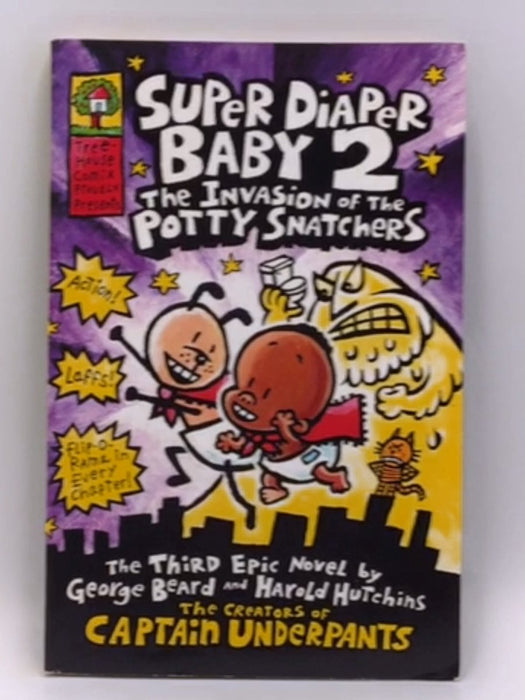 SUPER DIAPER
BABY 2
THE INVASION OF THE
POTTY SNATCHERS
Tree-
House
Comix
Proudly
Presents
Action!
Laffs!
Flip-O-
Rama in
Every
Chapter!
The Third Epic Novel by
George Beard and Harold Hutchins
The Creators of
CAPTAIN UNDERPANTS